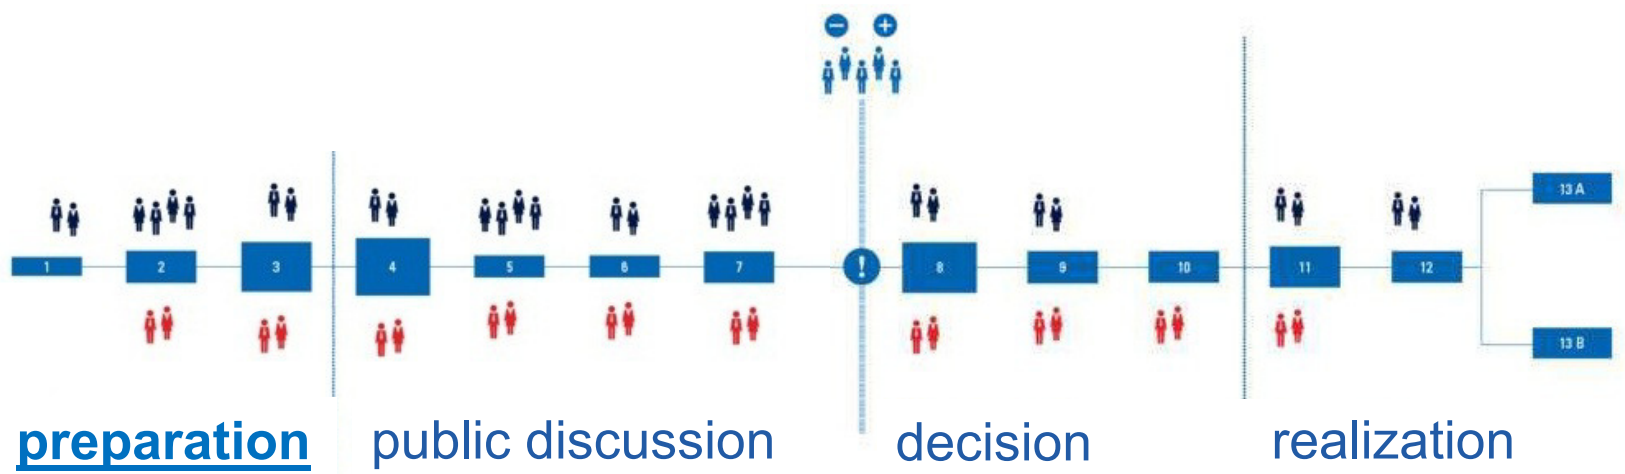 − +
13 A
1 2 3 4 5 6 7 ! 8 9 10 11 12
13 B
preparation public discussion decision realization